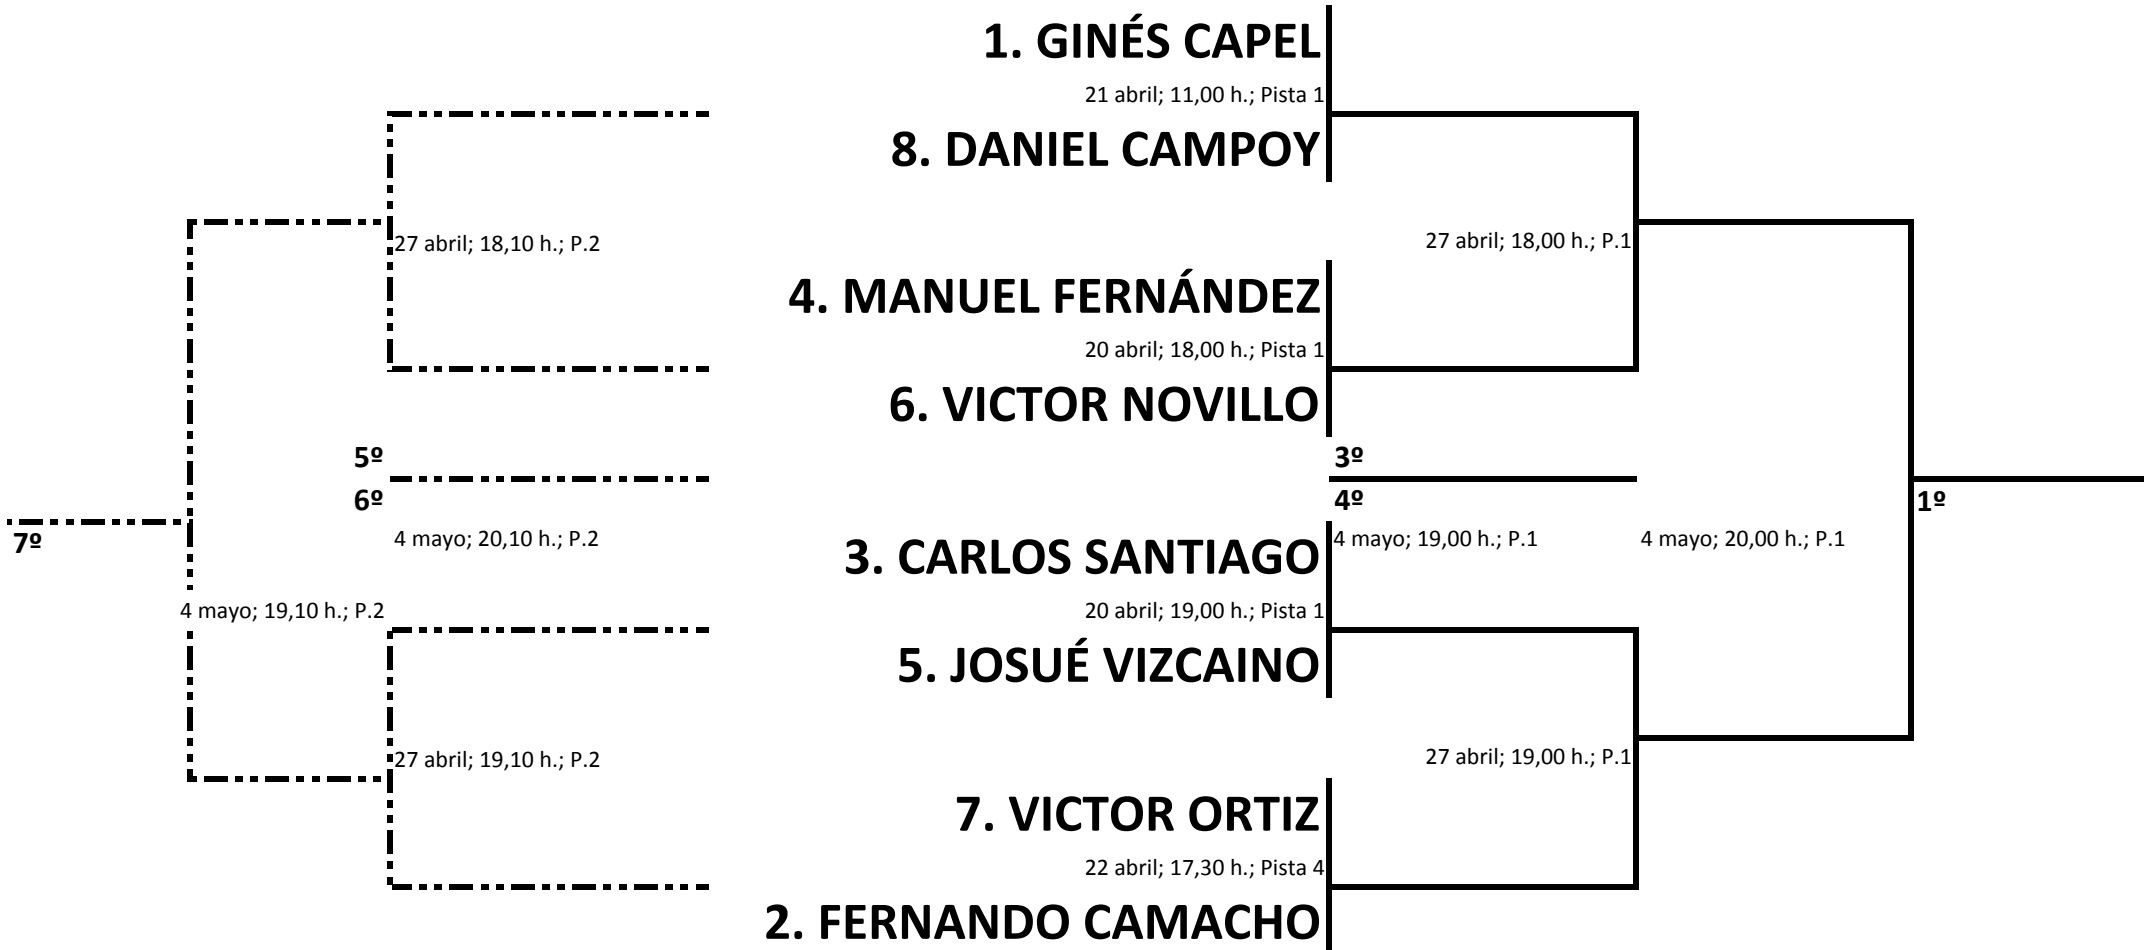 1. GINÉS CAPEL
21 abril; 11,00 h.; Pista 1
8. DANIEL CAMPOY
27 abril; 18,10 h.; P.2
27 abril; 18,00 h.; P.1
4. MANUEL FERNÁNDEZ
20 abril; 18,00 h.; Pista 1
6. VICTOR NOVILLO
5º
3º
6º
4º
1º
7º
4 mayo; 20,10 h.; P.2
4 mayo; 19,00 h.; P.1
4 mayo; 20,00 h.; P.1
3. CARLOS SANTIAGO
4 mayo; 19,10 h.; P.2
20 abril; 19,00 h.; Pista 1
5. JOSUÉ VIZCAINO
27 abril; 19,10 h.; P.2
27 abril; 19,00 h.; P.1
7. VICTOR ORTIZ
22 abril; 17,30 h.; Pista 4
2. FERNANDO CAMACHO